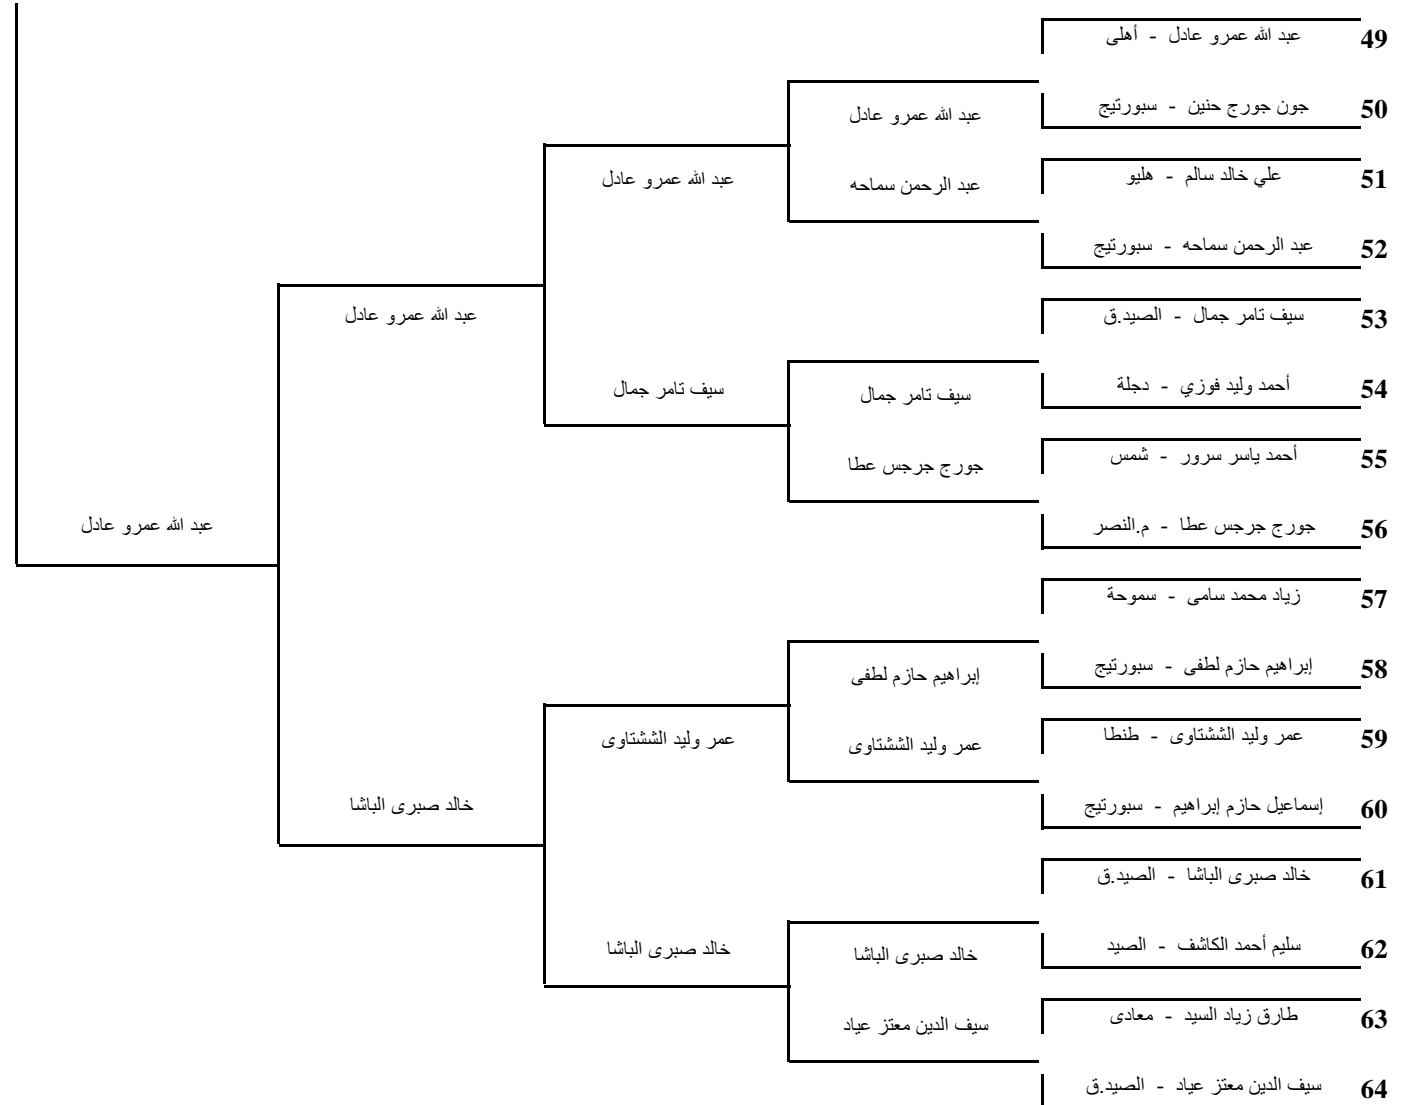 49 عبد الله عمرو عادل - أهلى
50 جون جورج حنين - سبورتيج
عبد الله عمرو عادل
51 علي خالد سالم - هليو
عبد الله عمرو عادل
عبد الرحمن سماحه
52 عبد الرحمن سماحه - سبورتيج
53 سيف تامر جمال - الصيد.ق
عبد الله عمرو عادل
54 أحمد وليد فوزي - دجلة
سيف تامر جمال
سيف تامر جمال
55 أحمد ياسر سرور - شمس
جورج جرجس عطا
56 جورج جرجس عطا - م.النصر
عبد الله عمرو عادل
57 زياد محمد سامى - سموحة
58 إبراهيم حازم لطفى - سبورتيج
إبراهيم حازم لطفى
59 عمر وليد الششتاوى - طنطا
عمر وليد الششتاوى
عمر وليد الششتاوى
60 إسماعيل حازم إبراهيم - سبورتيج
خالد صبرى الباشا
61 خالد صبرى الباشا - الصيد.ق
62 سليم أحمد الكاشف - الصيد
خالد صبرى الباشا
خالد صبرى الباشا
63 طارق زياد السيد - معادى
سيف الدين معتز عياد
64 سيف الدين معتز عياد - الصيد.ق